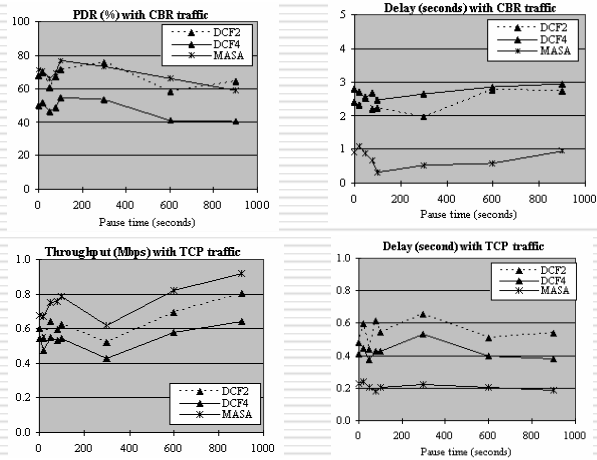 PDR (%) with CBR traffic
100
80
60
40
20
0
0 200 400 600 800 1000
Pause time (seconds)
DCF2
DCF4
MASA
Delay (seconds) with CBR traffic
5
4
3
2
1
0
0 200 400 600 800 1000
Pause time (seconds)
DCF2
DCF4
MASA
Throughput (Mbps) with TCP traffic
1.0
0.8
0.6
0.4
0.2
0.0
0 200 400 600 800 1000
DCF2
DCF4
MASA
Delay (second) with TCP traffic
1.0
0.8
0.6
0.4
0.2
0.0
0 200 400 600 800 1000
Pause time (seconds)
DCF2
DCF4
MASA